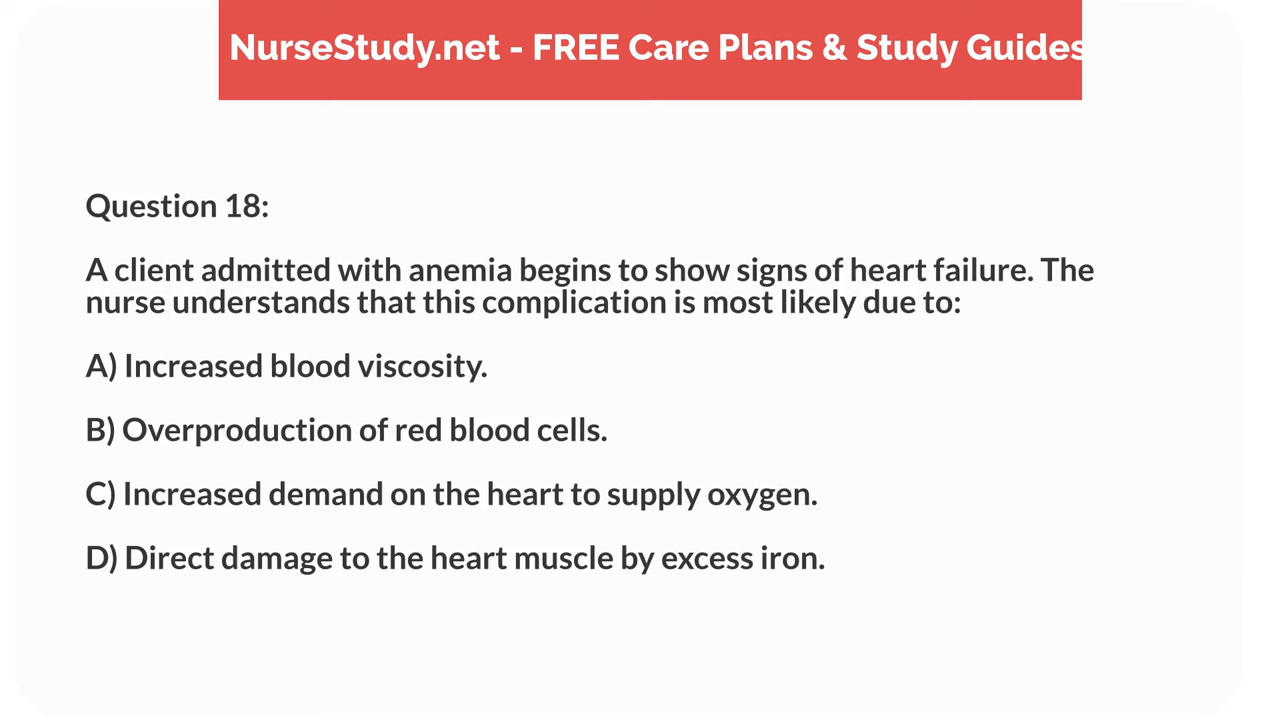 NurseStudy.net - FREE Care Plans & Study Guides
Question 18:
A client admitted with anemia begins to show signs of heart failure. The
nurse understands that this complication is most likely due to:
A) Increased blood viscosity.
B) Overproduction of red blood cells.
C) Increased demand on the heart to supply oxygen.
D) Direct damage to the heart muscle by excess iron.